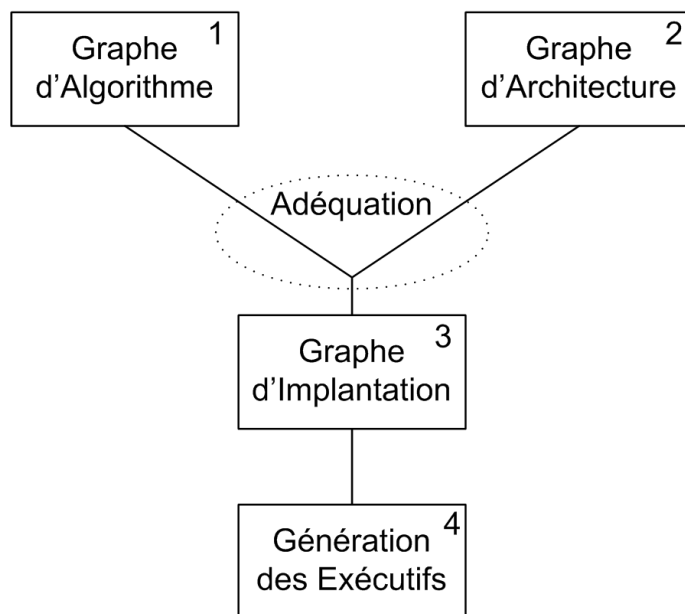 Graphe 1
d'Algorithme
Graphe 2
d'Architecture
Adéquation
Graphe 3
d'Implantation
Génération 4
des Exécutifs